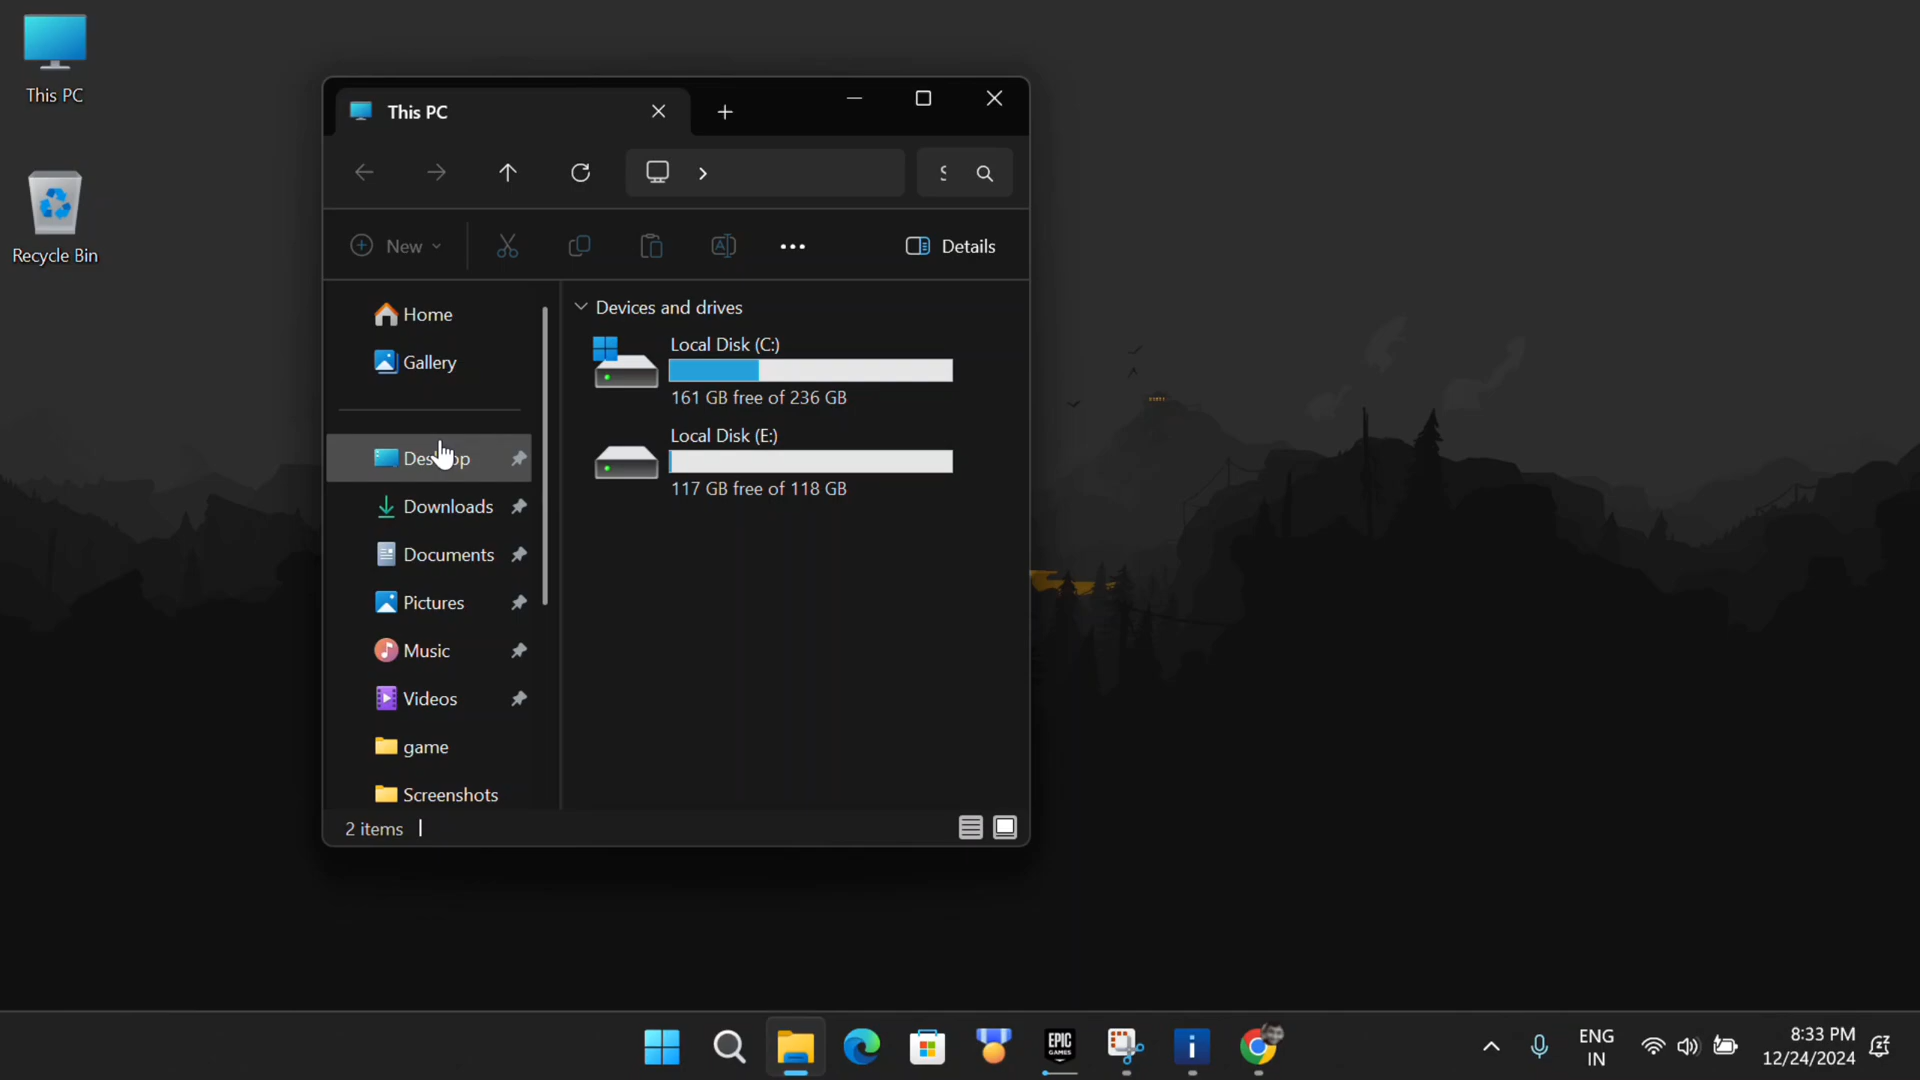 This PC
Recycle Bin
This PC
S
New
Details
Home
Gallery
Desktop
Downloads
Documents
Pictures
Music
Videos
game
Screenshots
Devices and drives
Local Disk (C:)
161 GB free of 236 GB
Local Disk (E:)
117 GB free of 118 GB
2 items
EPIC
GAMES
i
ENG
IN
8:33 PM
12/24/2024